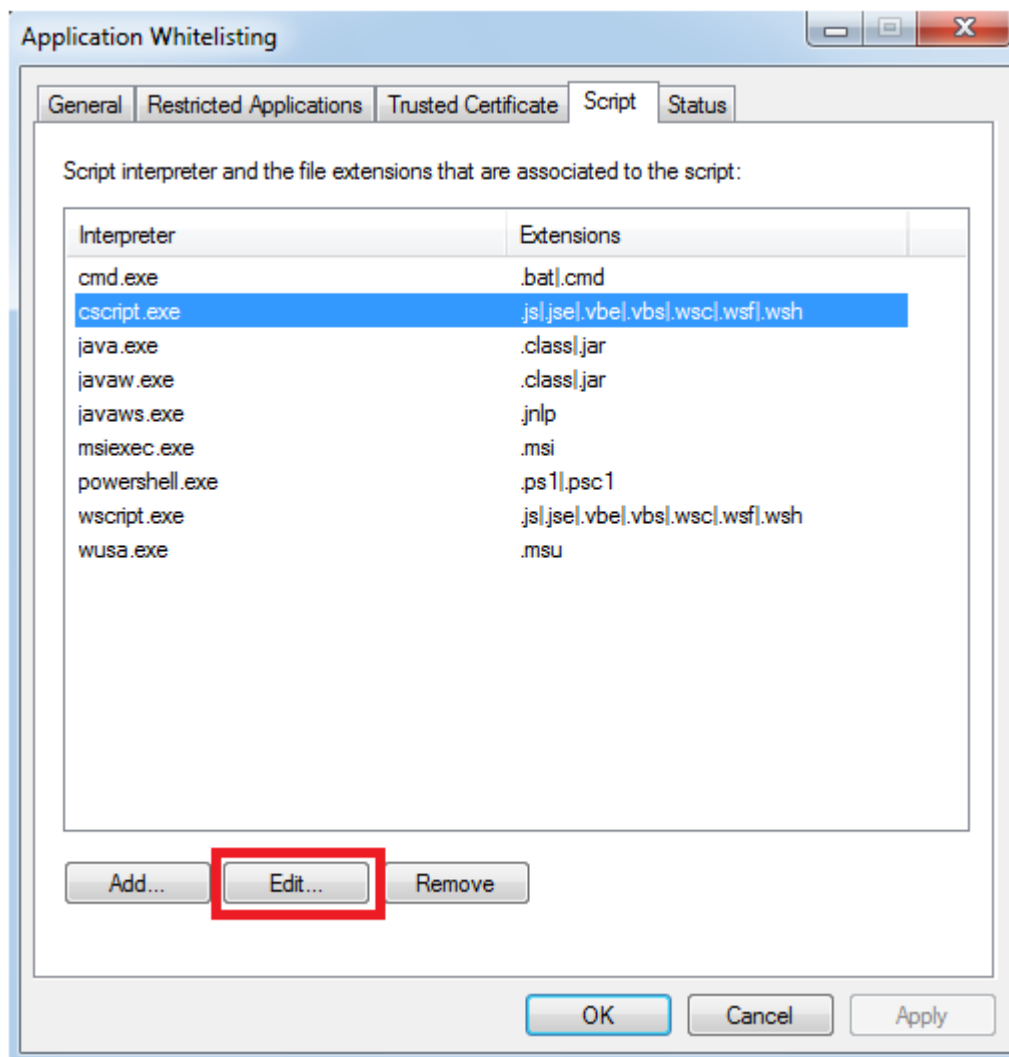 Application Whitelisting
General Restricted Applications Trusted Certificate Script Status
Script interpreter and the file extensions that are associated to the script:
Interpreter Extensions
cmd.exe .bat|.cmd
cscript.exe .js|.jse|.vbe|.vbs|.wsc|.wsf|.wsh
java.exe .class|.jar
javaw.exe .class|.jar
javaws.exe .jnlp
msiexec.exe .msi
powershell.exe .ps1|.psc1
wscript.exe .js|.jse|.vbe|.vbs|.wsc|.wsf|.wsh
wusa.exe .msu
Add... Edit... Remove
OK Cancel Apply